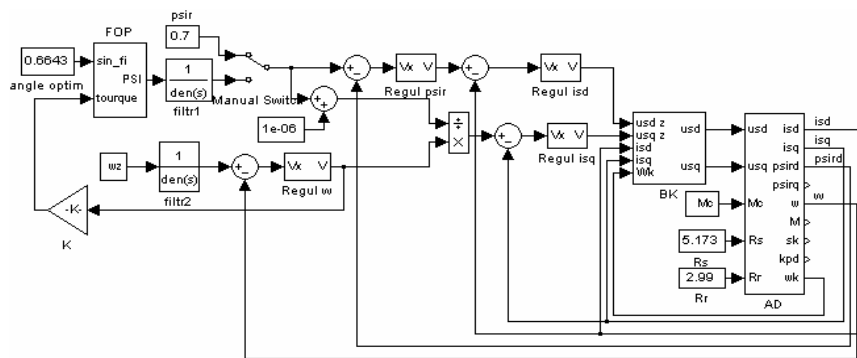 psir
FOP
0.7
0.6643
angle optim
sin_fi
PSI
tourque
1
den(s)
filtr1
Manual Switch
+
-
Vx V
Regul psir
+
-
Vx V
Regul isd
+
+
1e-06
÷
×
+
-
Vx V
Regul isq
usd z
usq z
isd
isq
Wk
usd
usq
BK
usd
usq
Mc
Rs
Rr
isd
isq
psird
psirq
w
M
sk
kpd
wk
AD
isd
isq
psird
w
wz
1
den(s)
filtr2
+
-
Vx V
Regul w
-K-
K
Mc
5.173
Rs
2.99
Rr